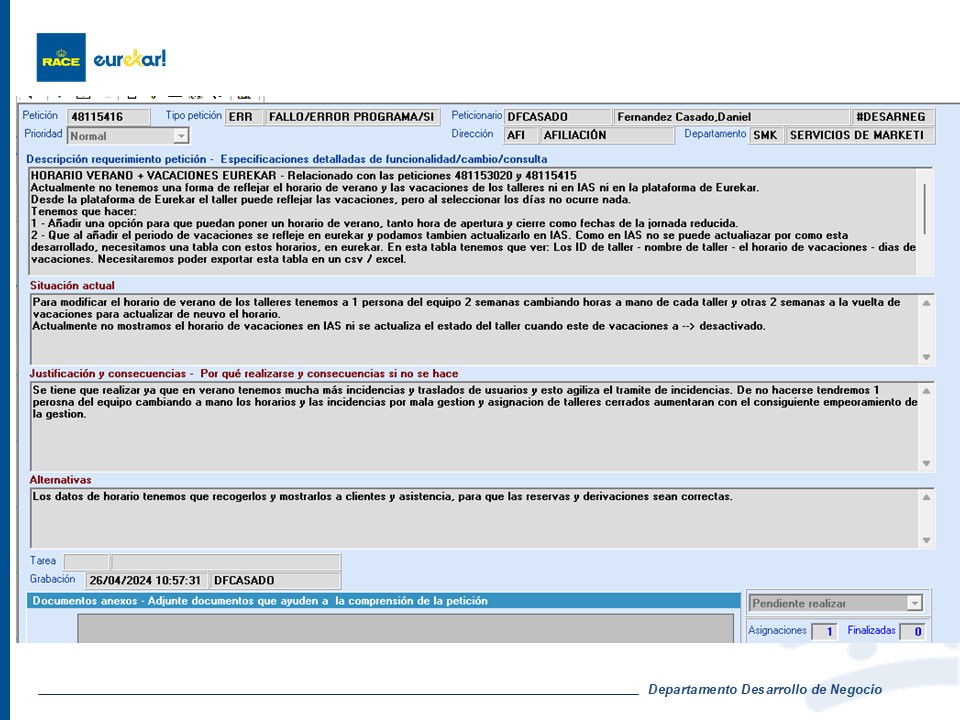 RACE eurekar!
Petición 48115416 Tipo petición ERR FALLO/ERROR PROGRAMA/SI Peticionario DFCASADO Fernandez Casado,Daniel #DESARNEG
Prioridad Normal Dirección AFI AFILIACIÓN Departamento SMK SERVICIOS DE MARKETI
Descripción requerimiento petición - Especificaciones detalladas de funcionalidad/cambio/consulta
HORARIO VERANO + VACACIONES EUREKAR - Relacionado con las peticiones 481153020 y 48115415
Actualmente no tenemos una forma de reflejar el horario de verano y las vacaciones de los talleres ni en IAS ni en la plataforma de Eurekar.
Desde la plataforma de Eurekar el taller puede reflejar las vacaciones, pero al seleccionar los días no ocurre nada.
Tenemos que hacer:
1 - Añadir una opción para que puedan poner un horario de verano, tanto hora de apertura y cierre como fechas de la jornada reducida.
2 - Que al añadir el periodo de vacaciones se refleje en eurekar y podamos tambien actualizarlo en IAS. Como en IAS no se puede actualiazar por como esta
desarrollado, necesitamos una tabla con estos horarios, en eurekar. En esta tabla tenemos que ver: Los ID de taller - nombre de taller - el horario de vacaciones - dias de
vacaciones. Necesitaremos poder exportar esta tabla en un csv / excel.
Situación actual
Para modificar el horario de verano de los talleres tenemos a 1 persona del equipo 2 semanas cambiando horas a mano de cada taller y otras 2 semanas a la vuelta de
vacaciones para actualizar de neuvo el horario.
Actualmente no mostramos el horario de vacaciones en IAS ni se actualiza el estado del taller cuando este de vacaciones a --> desactivado.
Justificación y consecuencias - Por qué realizarse y consecuencias si no se hace
Se tiene que realizar ya que en verano tenemos mucha más incidencias y traslados de usuarios y esto agiliza el tramite de incidencias. De no hacerse tendremos 1
perosna del equipo cambiando a mano los horarios y las incidencias por mala gestion y asignacion de talleres cerrados aumentaran con el consiguiente empeoramiento de
la gestion.
Alternativas
Los datos de horario tenemos que recogerlos y mostrarlos a clientes y asistencia, para que las reservas y derivaciones sean correctas.
Tarea
Grabación 26/04/2024 10:57:31 DFCASADO
Documentos anexos - Adjunte documentos que ayuden a la comprensión de la petición
Pendiente realizar
Asignaciones 1 Finalizadas 0
Departamento Desarrollo de Negocio